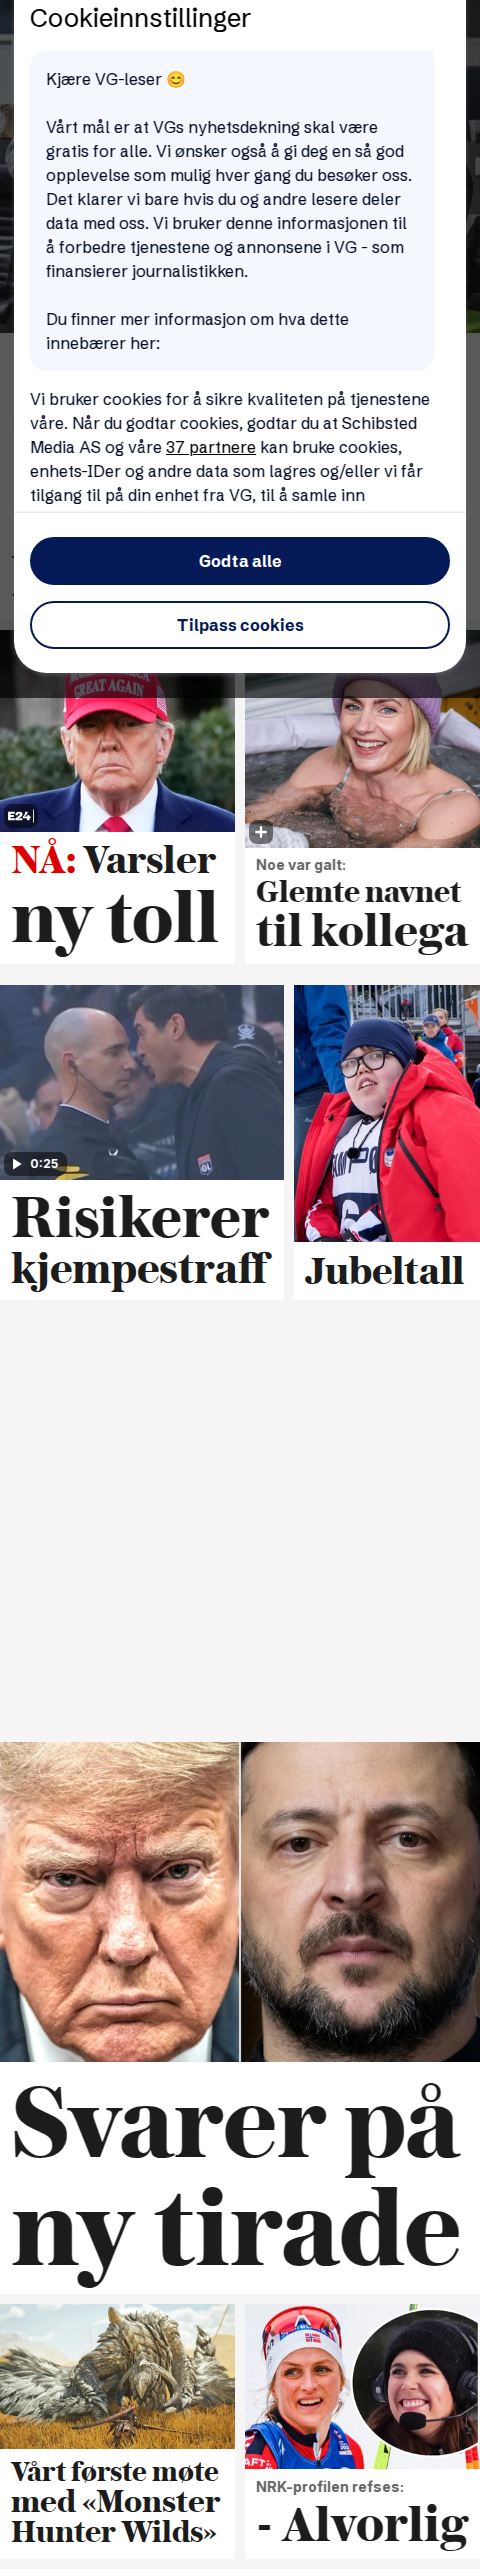 Cookieinnstillinger
Kjære VG-leser 😊
Vårt mål er at VGs nyhetsdekning skal være
gratis for alle. Vi ønsker også å gi deg en så god
opplevelse som mulig hver gang du besøker oss.
Det klarer vi bare hvis du og andre lesere deler
data med oss. Vi bruker denne informasjonen til
å forbedre tjenestene og annonsene i VG - som
finansierer journalistikken.
Du finner mer informasjon om hva dette
innebærer her:
Vi bruker cookies for å sikre kvaliteten på tjenestene
våre. Når du godtar cookies, godtar du at Schibsted
Media AS og våre 37 partnere kan bruke cookies,
enhets-IDer og andre data som lagres og/eller vi får
tilgang til på din enhet fra VG, til å samle inn
Godta alle
Tilpass cookies
GREAT AGAIN
E24
NÅ: Varsler
ny toll
Noe var galt:
Glemte navnet
til kollega
0:25
OL
Risikerer
kjempestraff
Jubeltall
Svarer på
ny tirade
Vårt første møte
med «Monster
Hunter Wilds»
NRK-profilen refses:
- Alvorlig